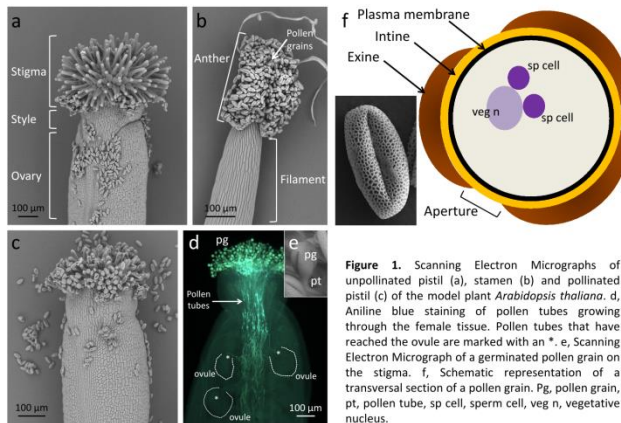 a
Stigma
Style
Ovary
100 µm
b
Anther
Pollen
grains
Filament
100 µm
f
Plasma membrane
Intine
Exine
sp cell
veg n
sp cell
Aperture
c
100 µm
d
pg
Pollen
tubes
*
ovule
*
ovule
*
ovule
100 µm
e
pg
pt
Figure 1. Scanning Electron Micrographs of
unpollinated pistil (a), stamen (b) and pollinated
pistil (c) of the model plant Arabidopsis thaliana. d,
Aniline blue staining of pollen tubes growing
through the female tissue. Pollen tubes that have
reached the ovule are marked with an *. e, Scanning
Electron Micrograph of a germinated pollen grain on
the stigma. f, Schematic representation of a
transversal section of a pollen grain. Pg, pollen grain,
pt, pollen tube, sp cell, sperm cell, veg n, vegetative
nucleus.